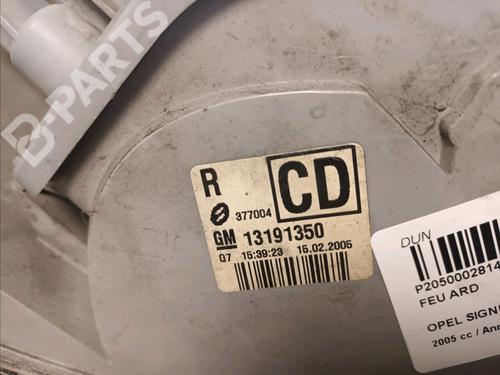 B-PARTS
R
CD
377004
GM 13191350
Q7 15:39:23 15.02.2005
DUN
P2050002814
FEU ARD
OPEL SIGN
2005 cc / Ann